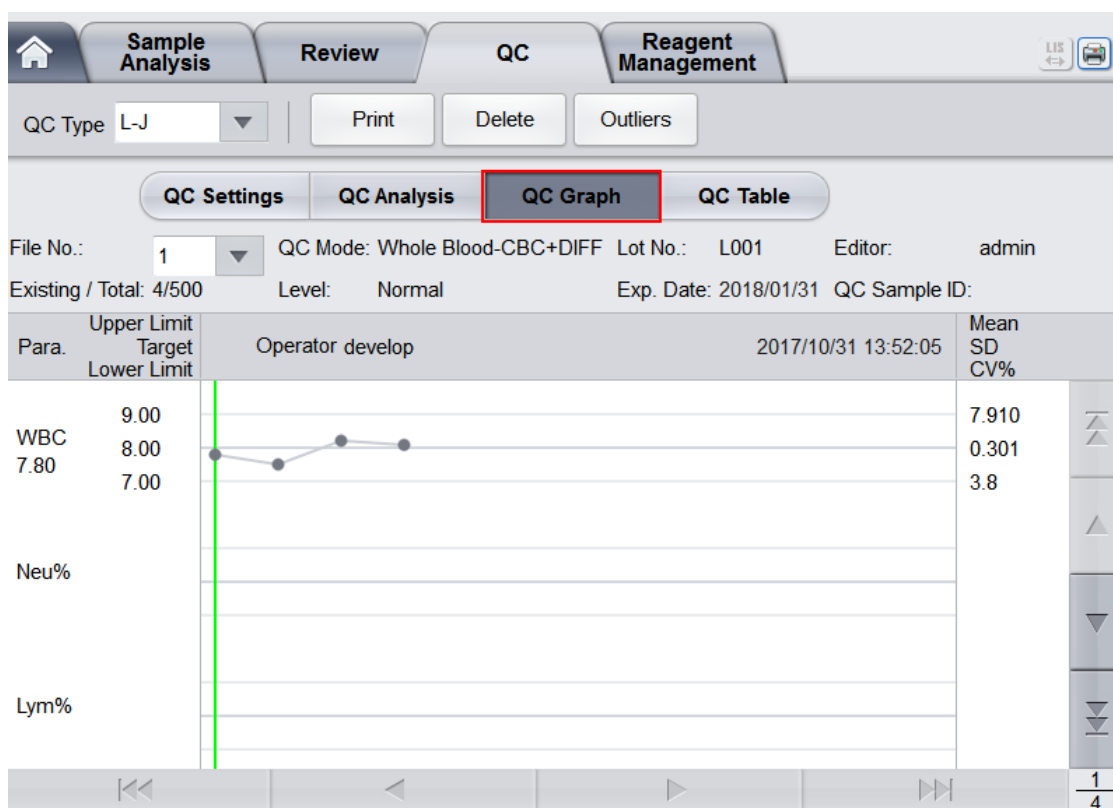 Sample Analysis Review QC Reagent Management LIS
QC Type L-J Print Delete Outliers
QC Settings QC Analysis QC Graph QC Table
File No.: 1 QC Mode: Whole Blood-CBC+DIFF Lot No.: L001 Editor: admin
Existing / Total: 4/500 Level: Normal Exp. Date: 2018/01/31 QC Sample ID:
Upper Limit Mean
Para. Target Operator develop 2017/10/31 13:52:05 SD
Lower Limit CV%
9.00 7.910
WBC
8.00 0.301
7.80
7.00 3.8
Neu%
Lym%
1
4